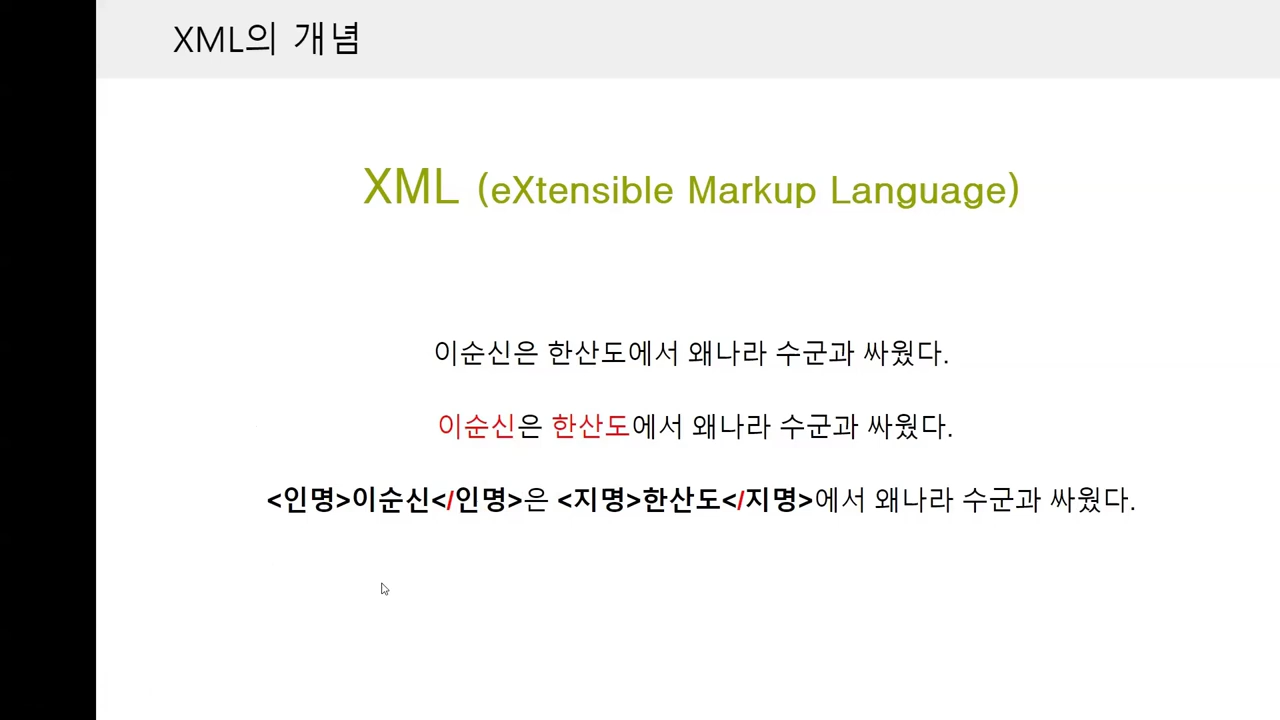 XML의 개념
XML (eXtensible Markup Language)
이순신은 한산도에서 왜나라 수군과 싸웠다.
이순신은 한산도에서 왜나라 수군과 싸웠다.
<인명>이순신</인명>은 <지명>한산도</지명>에서 왜나라 수군과 싸웠다.